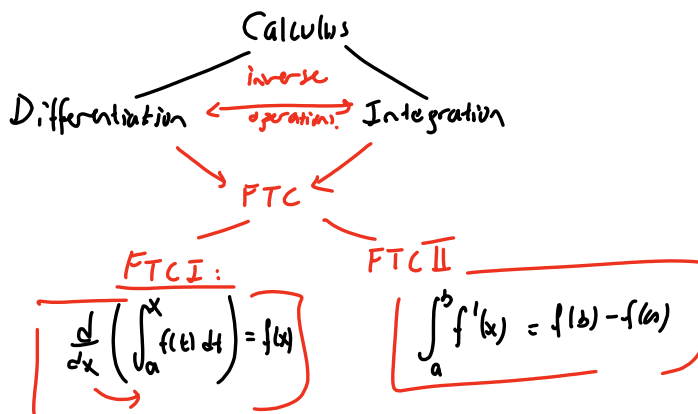 Calculus
inverse
Differentiation operations. Integration
FTC
FTC I : FTC II
d/dx ( ∫_a^x f(t) dt ) = f(x) ∫_a^b f'(x) = f(b) - f(a)